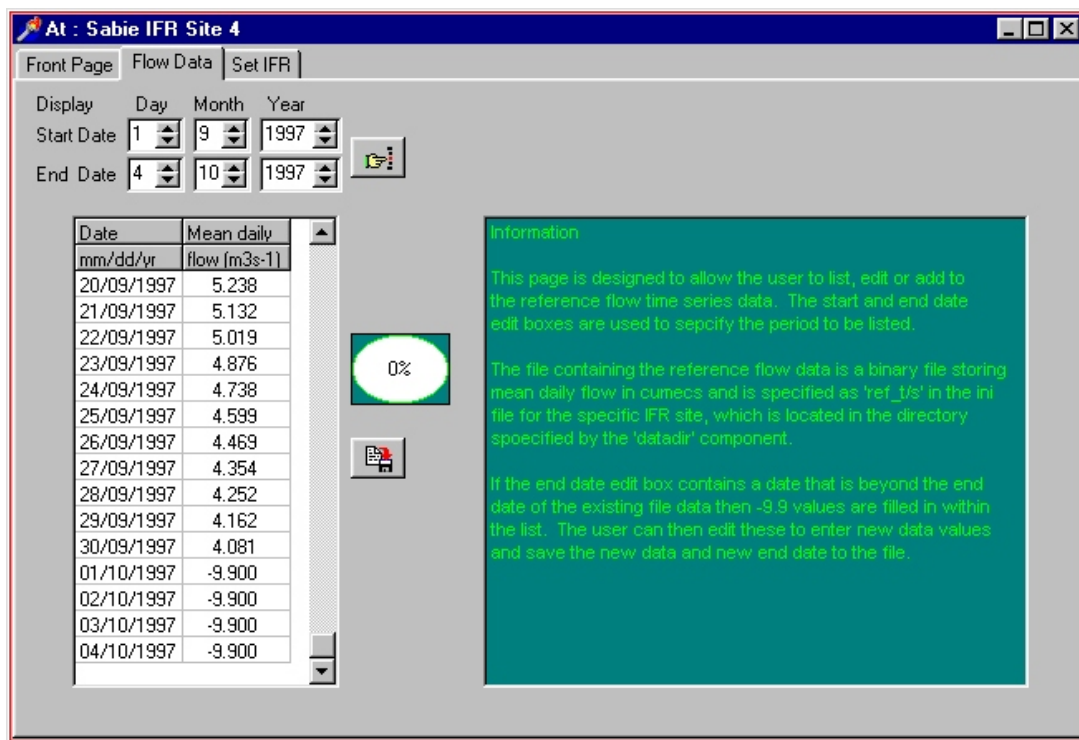 At : Sabie IFR Site 4
Front Page Flow Data Set IFR
Display Day Month Year
Start Date 1 9 1997
End Date 4 10 1997
Date Mean daily
mm/dd/yr flow (m3s-1)
20/09/1997 5.238
21/09/1997 5.132
22/09/1997 5.019
23/09/1997 4.876
24/09/1997 4.738
25/09/1997 4.599
26/09/1997 4.469
27/09/1997 4.354
28/09/1997 4.252
29/09/1997 4.162
30/09/1997 4.081
01/10/1997 -9.900
02/10/1997 -9.900
03/10/1997 -9.900
04/10/1997 -9.900
0%
Information
This page is designed to allow the user to list, edit or add to
the reference flow time series data. The start and end date
edit boxes are used to sepcify the period to be listed.
The file containing the reference flow data is a binary file storing
mean daily flow in cumecs and is specified as 'ref_t/s' in the ini
file for the specific IFR site, which is located in the directory
spoecified by the 'datadir' component.
If the end date edit box contains a date that is beyond the end
date of the existing file data then -9.9 values are filled in within
the list. The user can then edit these to enter new data values
and save the new data and new end date to the file.